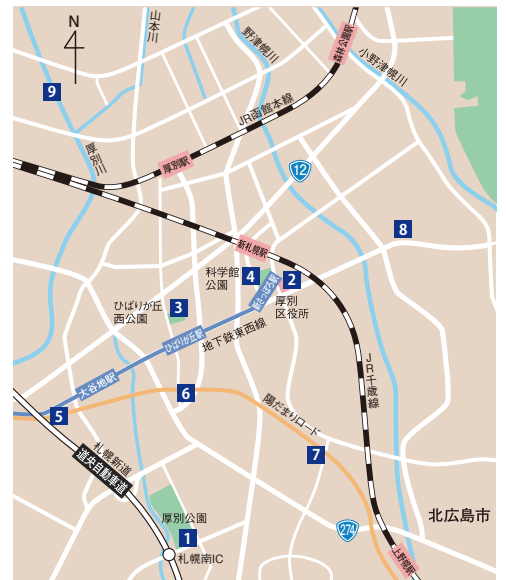 N
山本川
野津幌川
森林公園駅
小野津幌川
9
JR函館本線
厚別川
厚別駅
12
8
新札幌駅
科学館
公園
4
2
新さっぽろ駅
厚別
区役所
ひばりが丘
西公園
3
ひばりが丘駅
地下鉄東西線
JR千歳線
大谷地駅
6
5
陽だまりロード
7
札幌新道
道央自動車道
厚別公園
1
274
北広島市
札幌南IC
上野幌駅